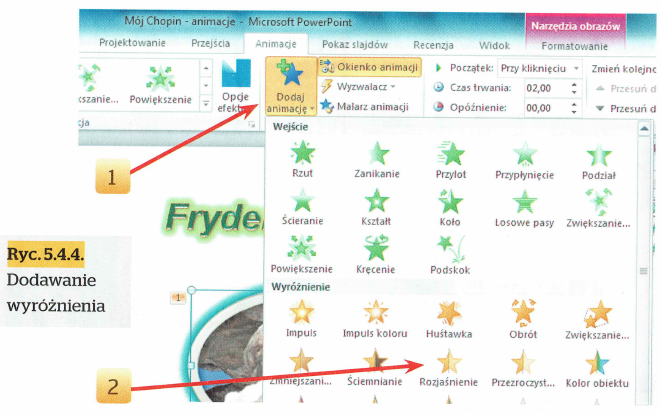 Mój Chopin - animacje - Microsoft PowerPoint
Narzędzia obrazów
Projektowanie Przejścia Animacje Pokaz slajdów Recenzja Widok Formatowanie
kszanie... Powiększenie
Opcje
efektu
Dodaj
animację
Okienko animacji
Wyzwalacz
Malarz animacji
Początek: Przy kliknięciu
Czas trwania: 02,00
Opóźnienie: 00,00
Zmień kolejno
Przesuń d
Przesuń d
cja
Wejście
Rzut Zanikanie Przylot Przypłynięcie Podział
Ścieranie Kształt Koło Losowe pasy Zwiększanie...
Powiększenie Kręcenie Podskok
Wyróżnienie
Impuls Impuls koloru Huśtawka Obrót Zwiększanie...
Zmniejszani... Ściemnianie Rozjaśnienie Przezroczyst... Kolor obiektu
1
Fryde
Ryc. 5.4.4.
Dodawanie
wyróżnienia
1
2